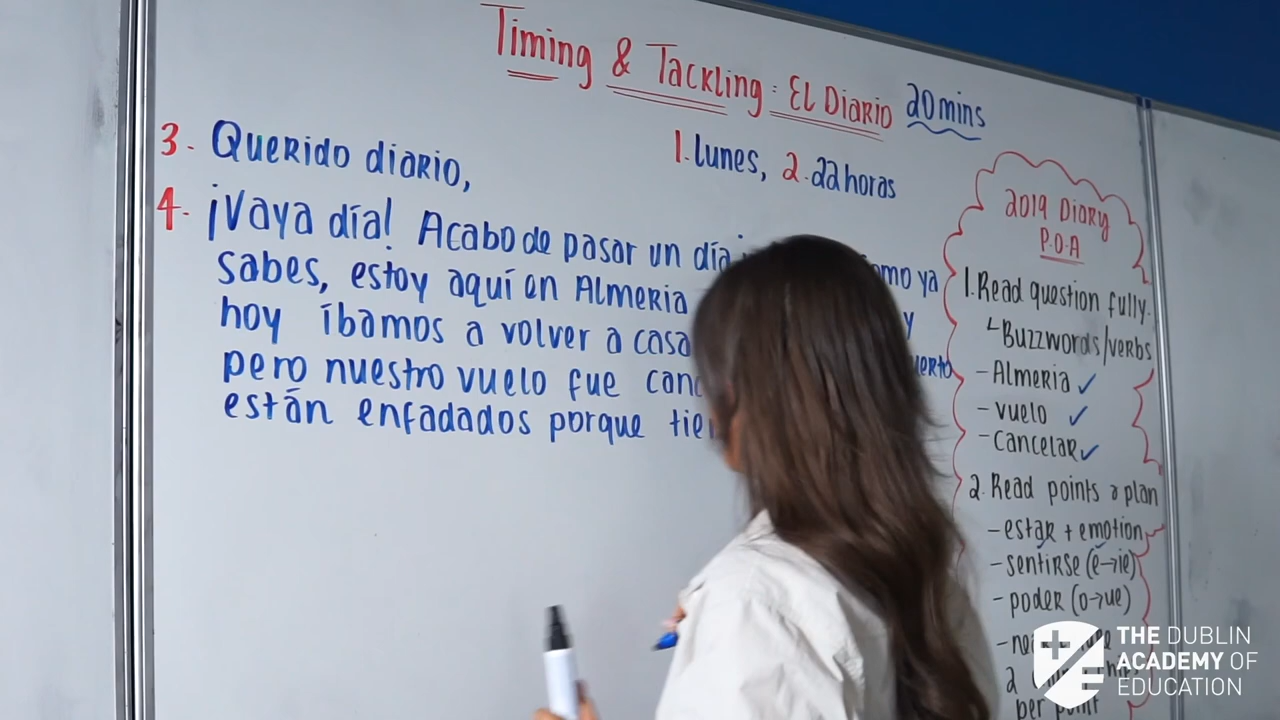 Timing & Tackling: El Diario 20 mins
1. lunes, 2. 22 horas
3. Querido diario,
4. ¡Vaya día! Acabo de pasar un día ya
sabes, estoy aquí en Almeria y
hoy íbamos a volver a casa
pero nuestro vuelo fue
están enfadados porque
2019 Diary
P.O.A
1. Read question fully.
Buzzwords/verbs
- Almeria ✓
- vuelo ✓
- Cancelar ✓
2. Read points & plan
- estar + emotion
- sentirse (e→ie)
- poder (o→ue)
2
per point
THE DUBLIN
ACADEMY OF
EDUCATION